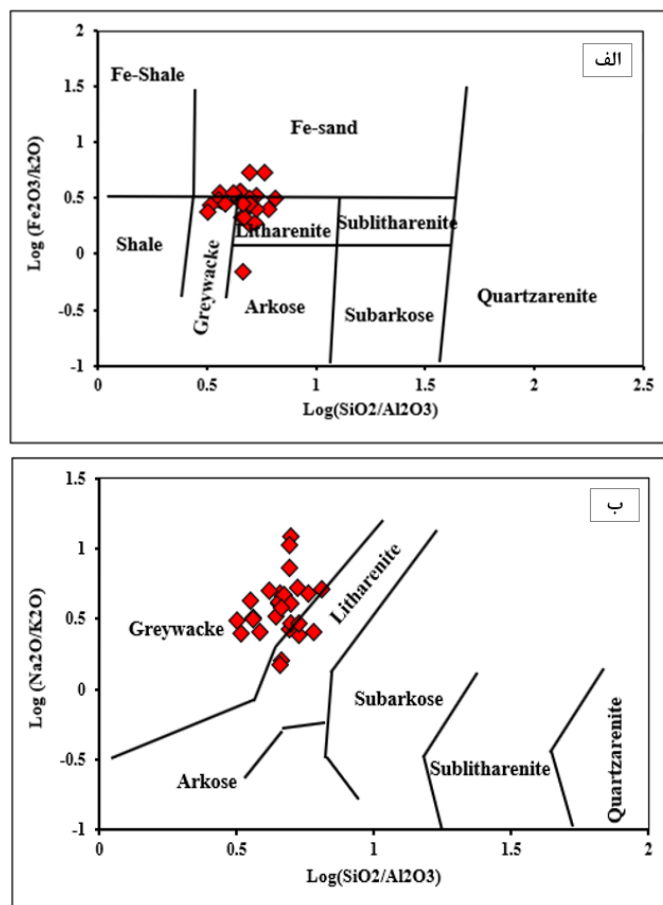 الف
2
1.5
1
0.5
0
-0.5
-1
Log (Fe2O3/k2O)
Fe-Shale
Fe-sand
Shale
Greywacke
Litharenite
Sublitharenite
Arkose
Subarkose
Quartzarenite
0
0.5
1
1.5
2
2.5
Log(SiO2/Al2O3)
ب
1.5
1
0.5
0
-0.5
-1
Log (Na2O/K2O)
Greywacke
Litharenite
Subarkose
Arkose
Sublitharenite
Quartzarenite
0
0.5
1
1.5
2
Log(SiO2/Al2O3)